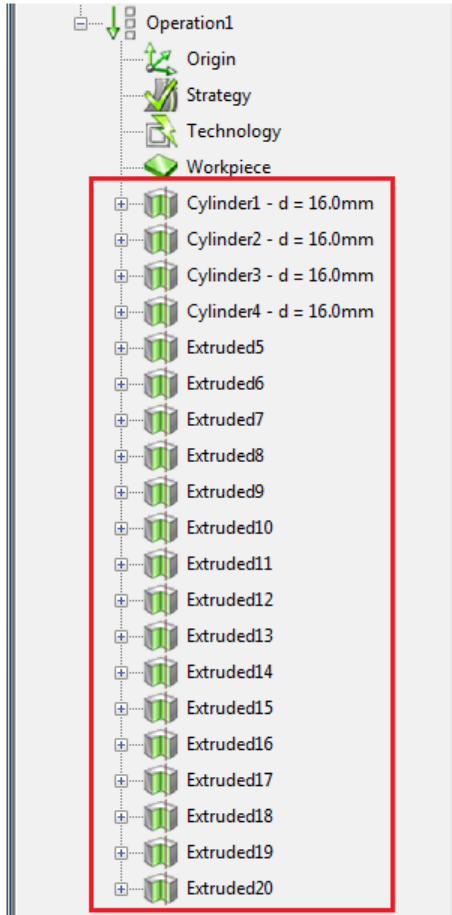 Operation1
Origin
Strategy
Technology
Workpiece
Cylinder1 - d = 16.0mm
Cylinder2 - d = 16.0mm
Cylinder3 - d = 16.0mm
Cylinder4 - d = 16.0mm
Extruded5
Extruded6
Extruded7
Extruded8
Extruded9
Extruded10
Extruded11
Extruded12
Extruded13
Extruded14
Extruded15
Extruded16
Extruded17
Extruded18
Extruded19
Extruded20